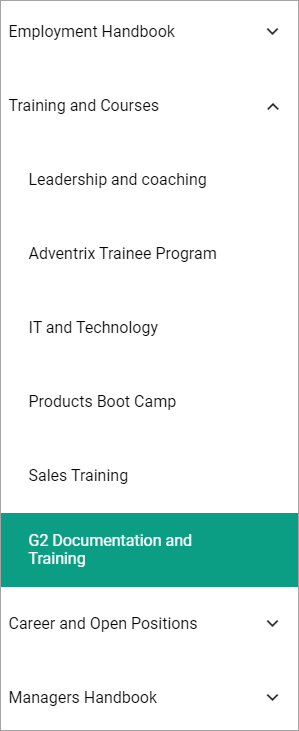 Employment Handbook
Training and Courses
Leadership and coaching
Adventrix Trainee Program
IT and Technology
Products Boot Camp
Sales Training
G2 Documentation and
Training
Career and Open Positions
Managers Handbook